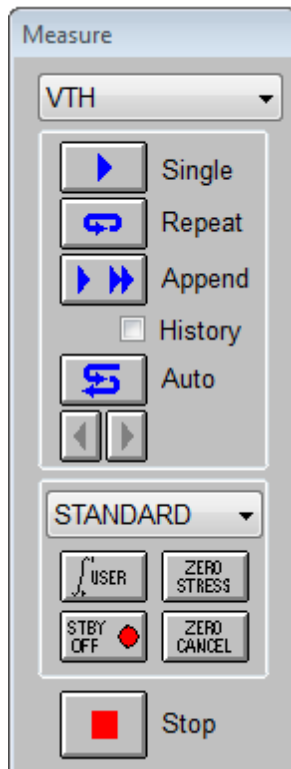 Measure
VTH
Single
Repeat
Append
History
Auto
STANDARD
USER
ZERO
STRESS
STBY
OFF
ZERO
CANCEL
Stop